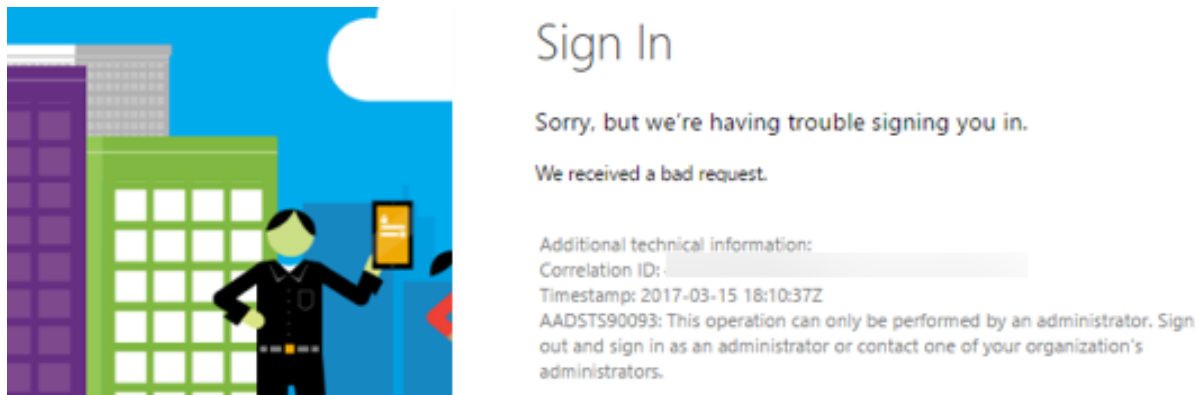 Sign In
Sorry, but we're having trouble signing you in.
We received a bad request.
Additional technical information:
Correlation ID:
Timestamp: 2017-03-15 18:10:37Z
AADSTS90093: This operation can only be performed by an administrator. Sign
out and sign in as an administrator or contact one of your organization's
administrators.